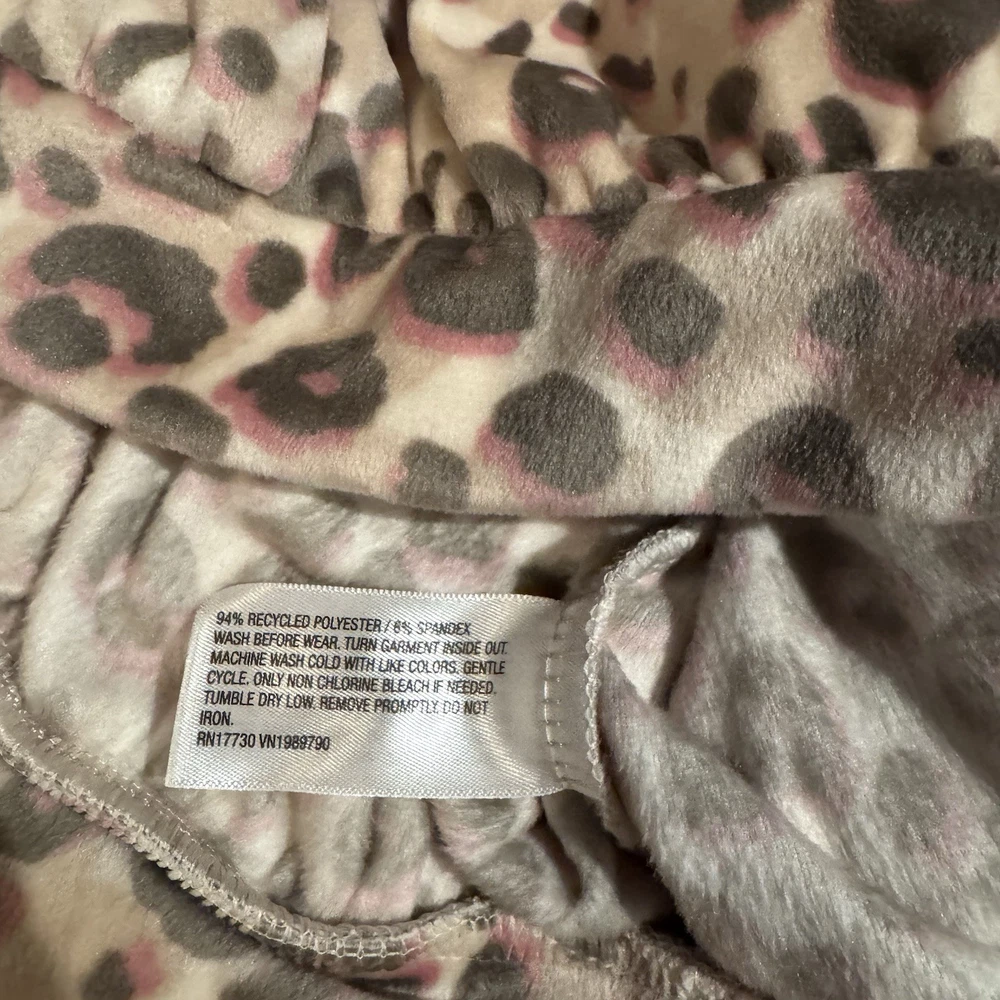 94% RECYCLED POLYESTER / 6% SPANDEX
WASH BEFORE WEAR. TURN GARMENT INSIDE OUT.
MACHINE WASH COLD WITH LIKE COLORS. GENTLE
CYCLE. ONLY NON CHLORINE BLEACH IF NEEDED.
TUMBLE DRY LOW. REMOVE PROMPTLY. DO NOT
IRON.
RN17730 VN1989790